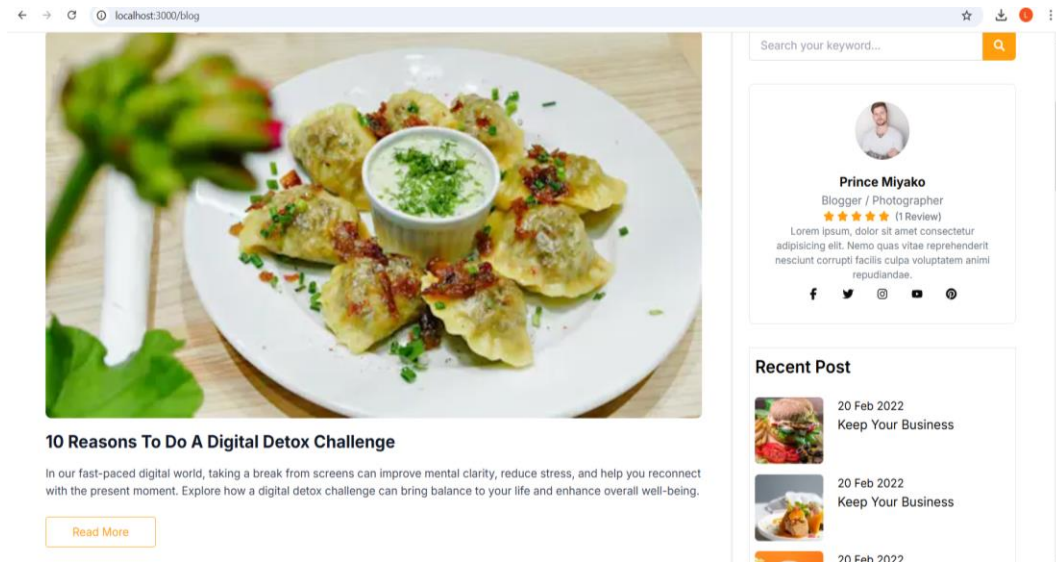 localhost:3000/blog
L
10 Reasons To Do A Digital Detox Challenge
In our fast-paced digital world, taking a break from screens can improve mental clarity, reduce stress, and help you reconnect
with the present moment. Explore how a digital detox challenge can bring balance to your life and enhance overall well-being.
Read More
Search your keyword...
Prince Miyako
Blogger / Photographer
(1 Review)
Lorem ipsum, dolor sit amet consectetur
adipisicing elit. Nemo quas vitae reprehenderit
nesciunt corrupti facilis culpa voluptatem animi
repudiandae.
Recent Post
20 Feb 2022
Keep Your Business
20 Feb 2022
Keep Your Business
20 Feb 2022